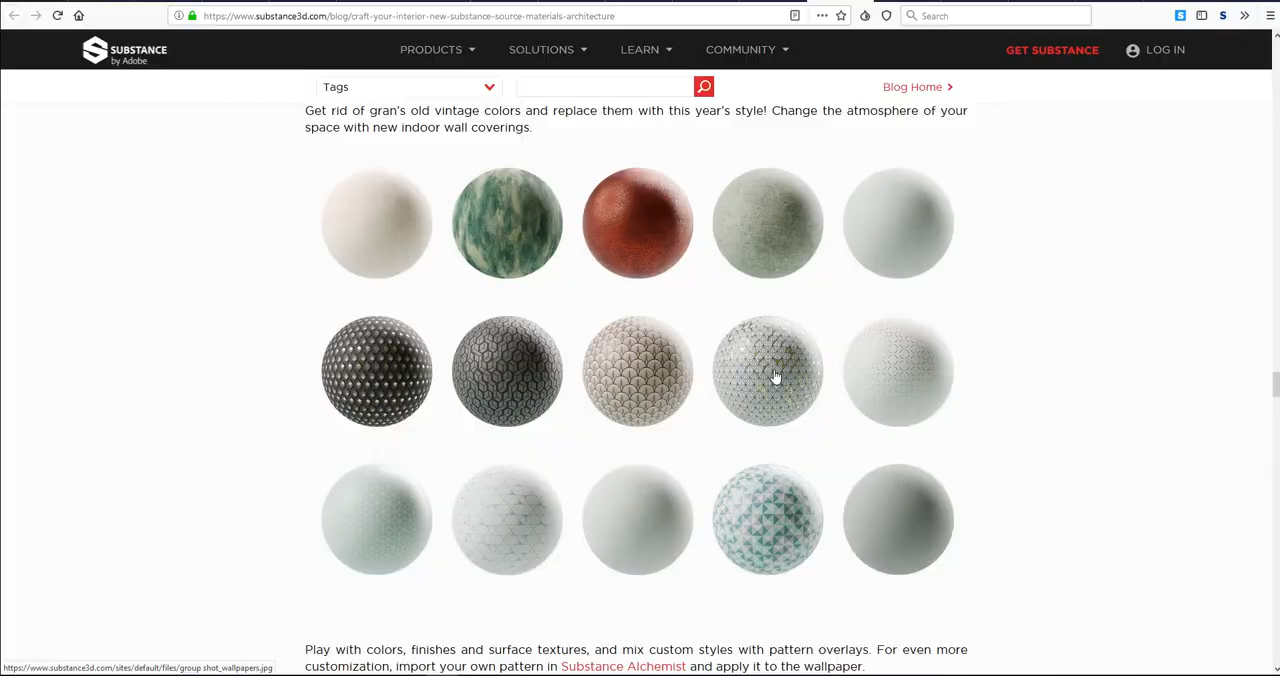 https://www.substance3d.com/blog/craft-your-interior-new-substance-source-materials-architecture
Search
SUBSTANCE
by Adobe
PRODUCTS
SOLUTIONS
LEARN
COMMUNITY
GET SUBSTANCE
LOG IN
Tags
Blog Home
Get rid of gran's old vintage colors and replace them with this year's style! Change the atmosphere of your
space with new indoor wall coverings.
Play with colors, finishes and surface textures, and mix custom styles with pattern overlays. For even more
customization, import your own pattern in Substance Alchemist and apply it to the wallpaper.
https://www.substance3d.com/sites/default/files/group shot_wallpapers.jpg